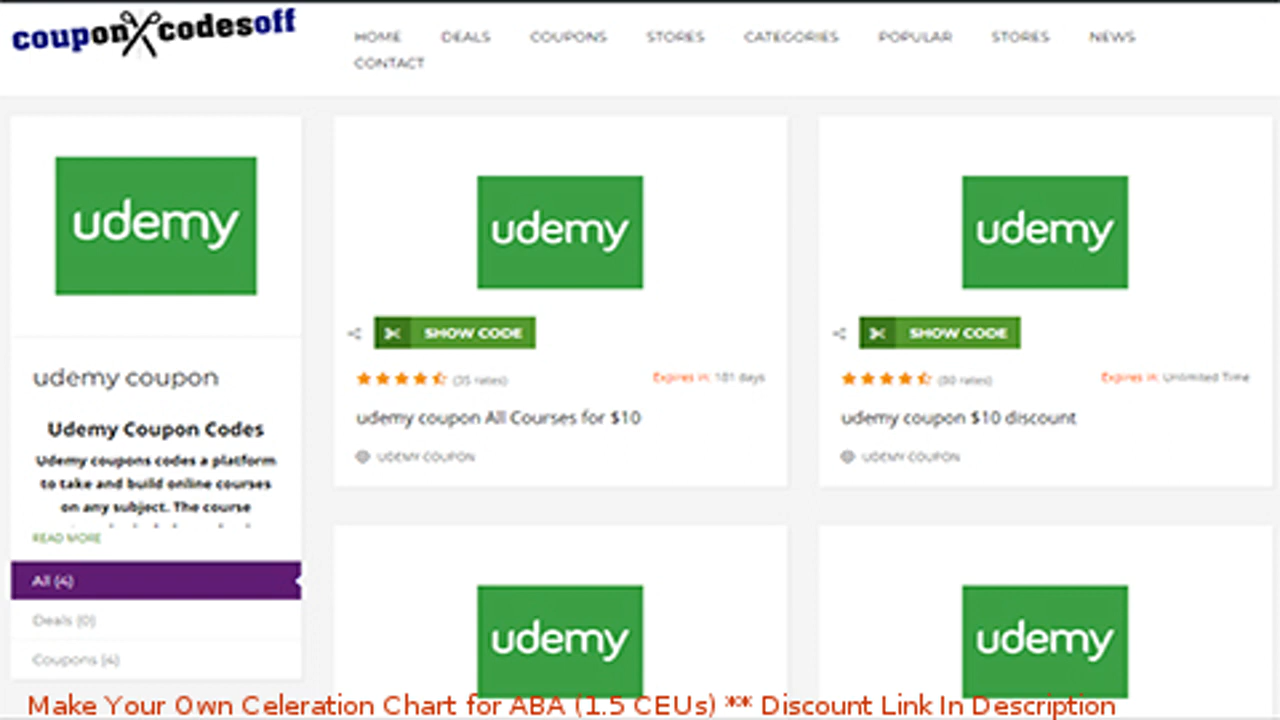 couponcodesoff
HOME DEALS COUPONS STORES CATEGORIES POPULAR STORES NEWS
CONTACT
udemy
udemy coupon
Udemy Coupon Codes
Udemy coupons codes a platform
to take and build online courses
on any subject. The course
READ MORE
All (4)
Deals (0)
Coupons (4)
udemy
SHOW CODE
(35 rates) Expires in: 181 days
udemy coupon All Courses for $10
UDEMY COUPON
udemy
SHOW CODE
Expires in: Unlimited Time
udemy coupon $10 discount
UDEMY COUPON
udemy
udemy
Make Your Own Celeration Chart for ABA (1.5 CEUs) ** Discount Link In Description